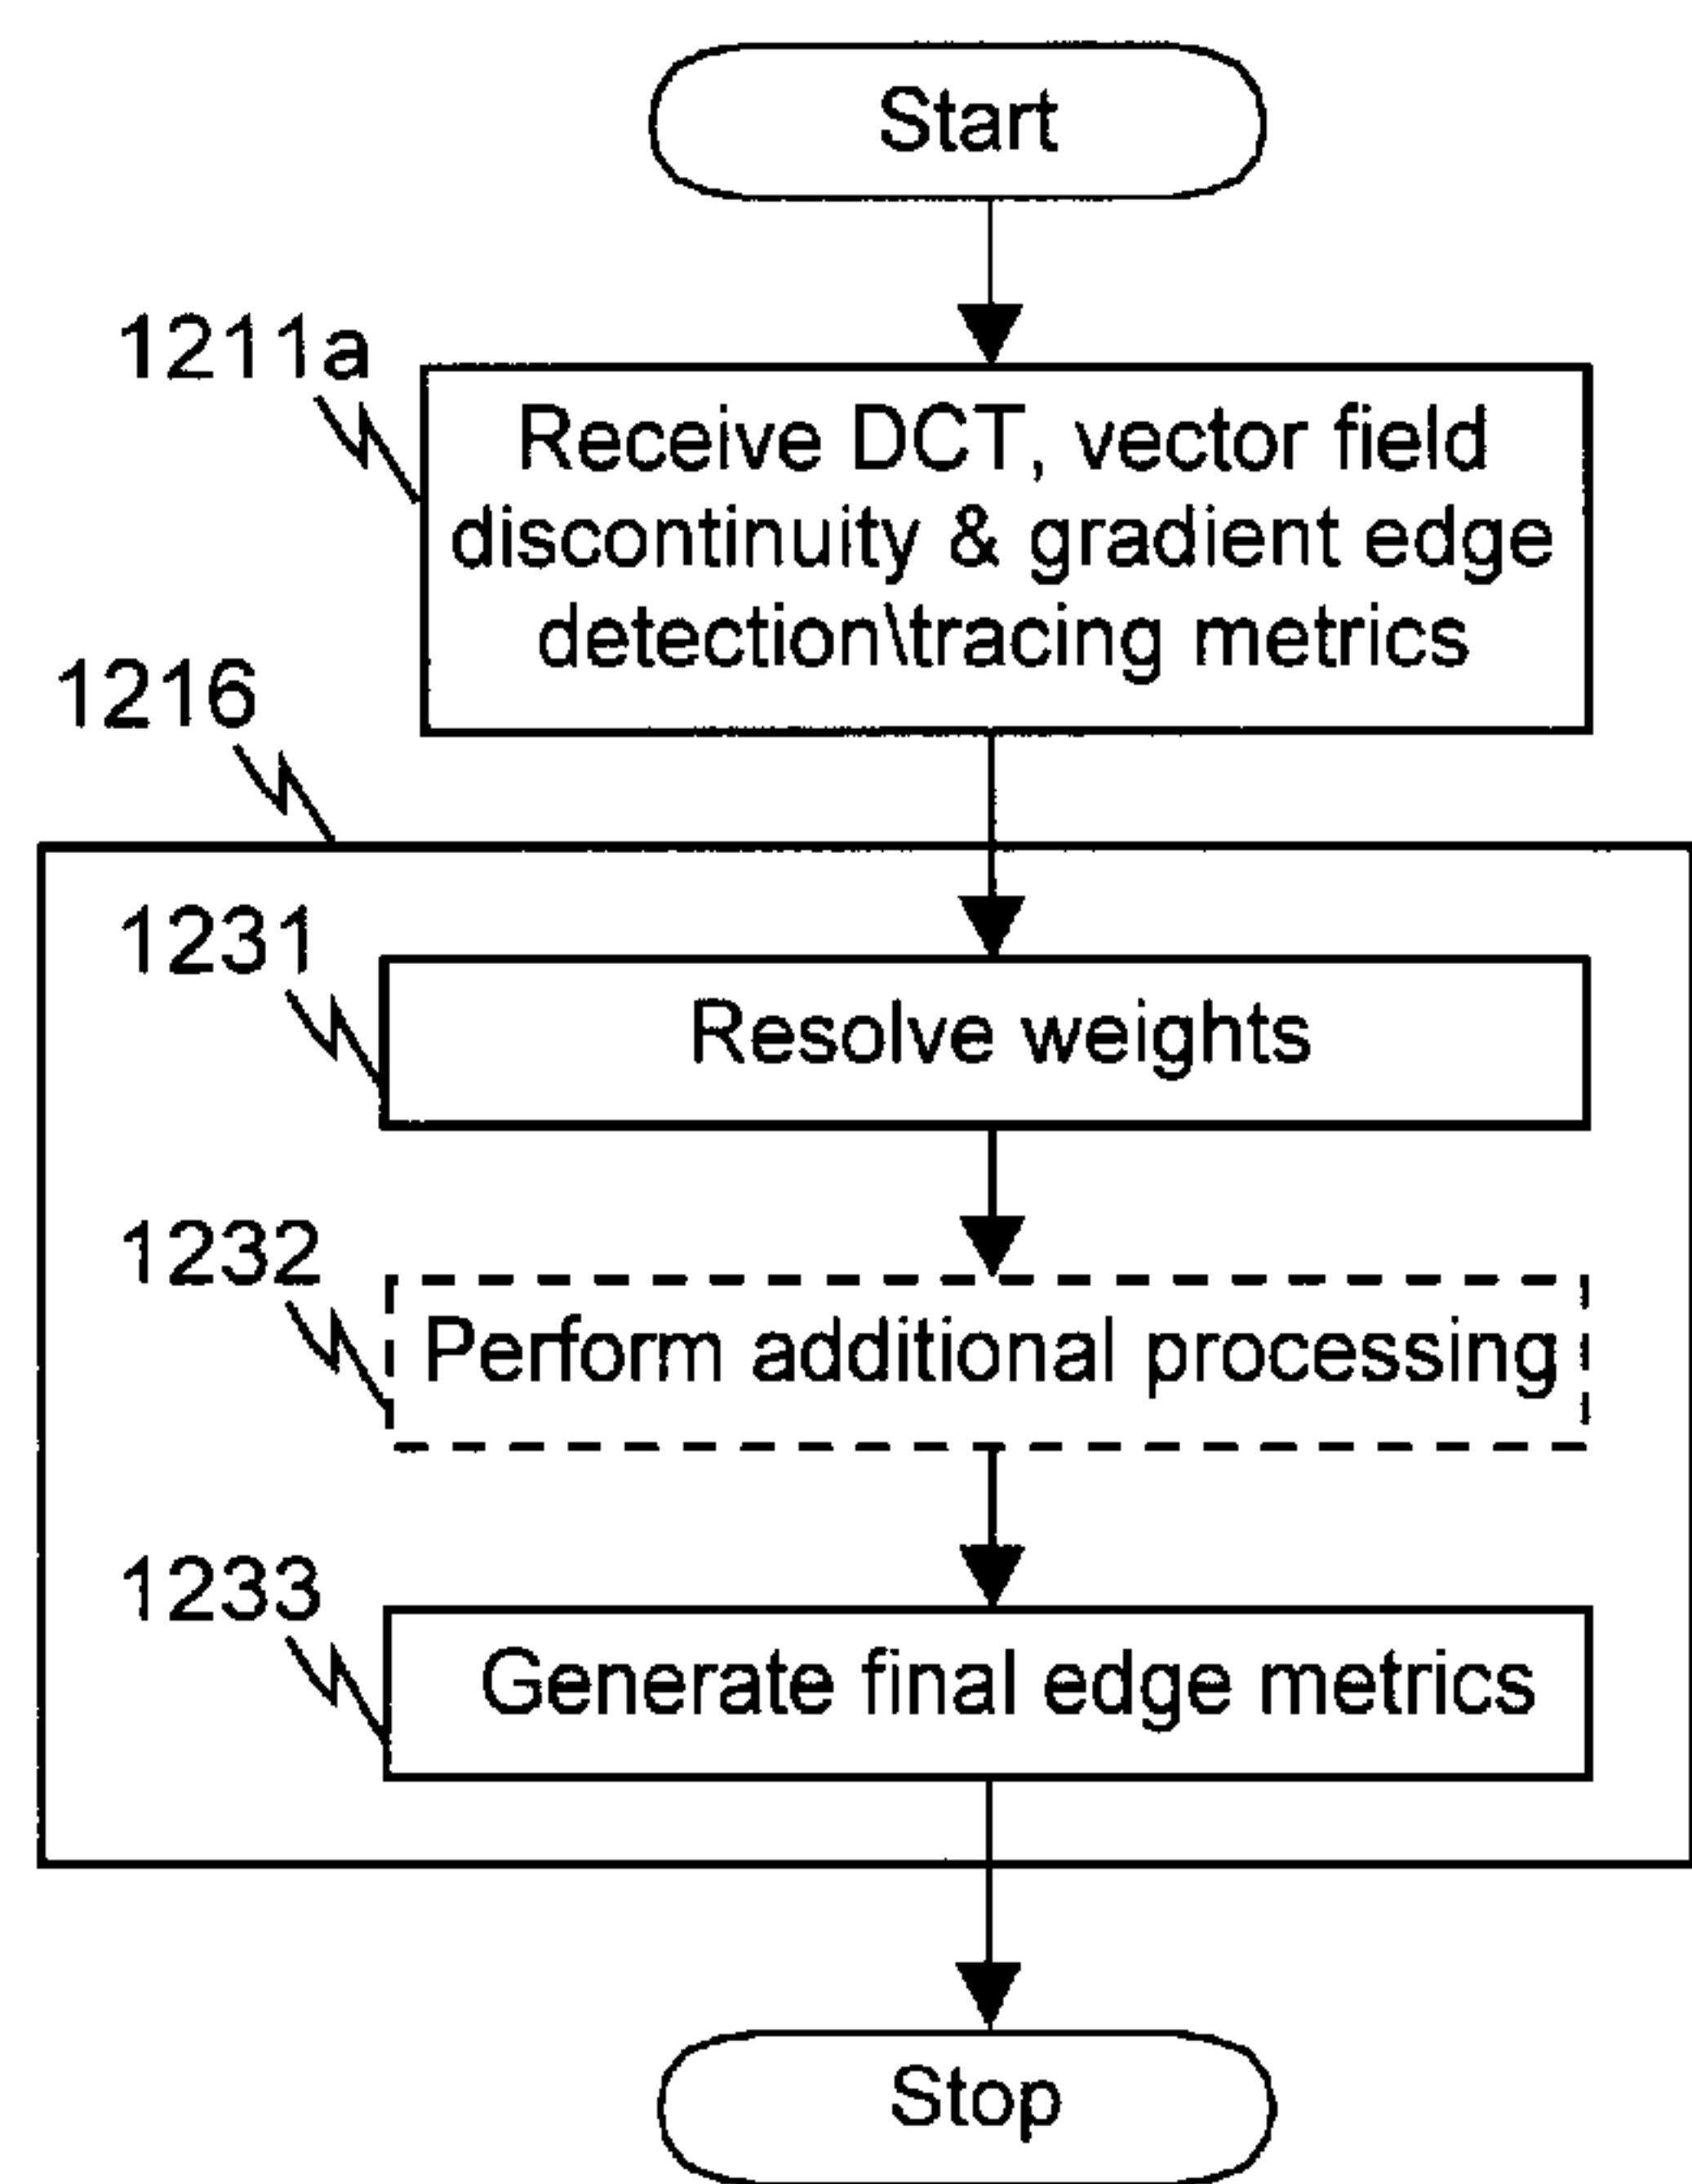 Start
1211a
Receive DCT, vector field
discontinuity & gradient edge
detection\tracing metrics
1216
1231
Resolve weights
1232
Perform additional processing
1233
Generate final edge metrics
Stop